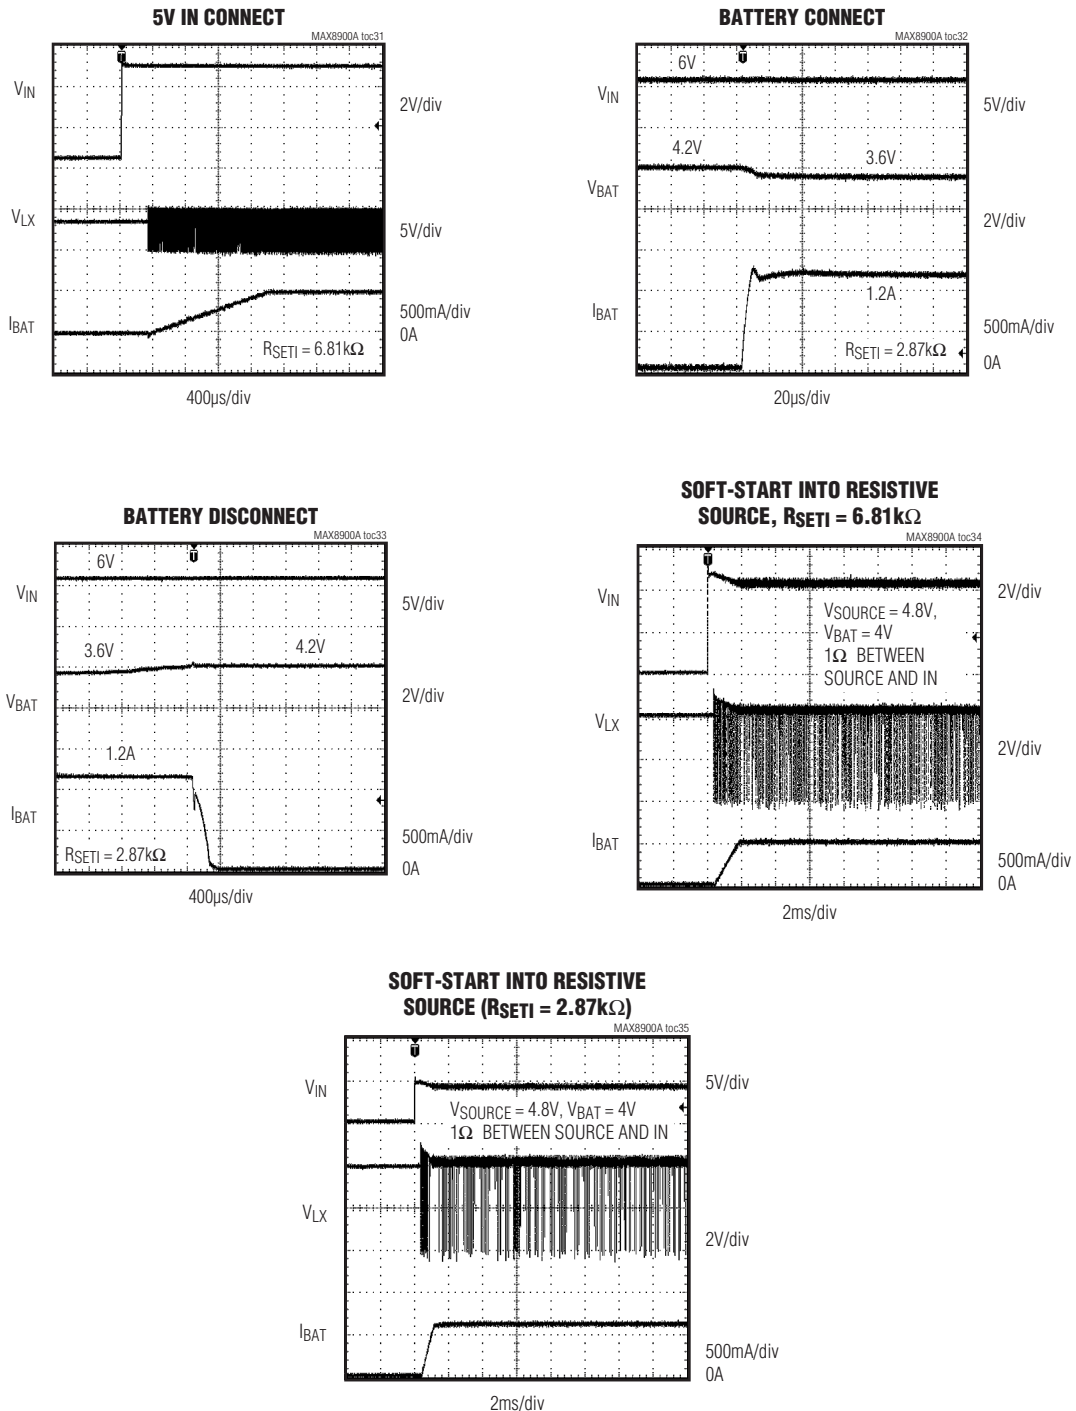 5V IN CONNECT
MAX8900A toc31
T
VIN
2V/div
VLX
5V/div
IBAT
500mA/div
0A
RSETI = 6.81kΩ
400µs/div
BATTERY CONNECT
MAX8900A toc32
T
6V
VIN
5V/div
4.2V
3.6V
VBAT
2V/div
IBAT
1.2A
500mA/div
RSETI = 2.87kΩ
0A
20µs/div
BATTERY DISCONNECT
MAX8900A toc33
T
6V
VIN
5V/div
3.6V
4.2V
VBAT
2V/div
1.2A
IBAT
500mA/div
RSETI = 2.87kΩ
0A
400µs/div
SOFT-START INTO RESISTIVE
SOURCE, RSETI = 6.81kΩ
MAX8900A toc34
T
VIN
2V/div
VSOURCE = 4.8V,
VBAT = 4V
1Ω BETWEEN
SOURCE AND IN
VLX
2V/div
IBAT
500mA/div
0A
2ms/div
SOFT-START INTO RESISTIVE
SOURCE (RSETI = 2.87kΩ)
MAX8900A toc35
T
VIN
5V/div
VSOURCE = 4.8V, VBAT = 4V
1Ω BETWEEN SOURCE AND IN
VLX
2V/div
IBAT
500mA/div
0A
2ms/div